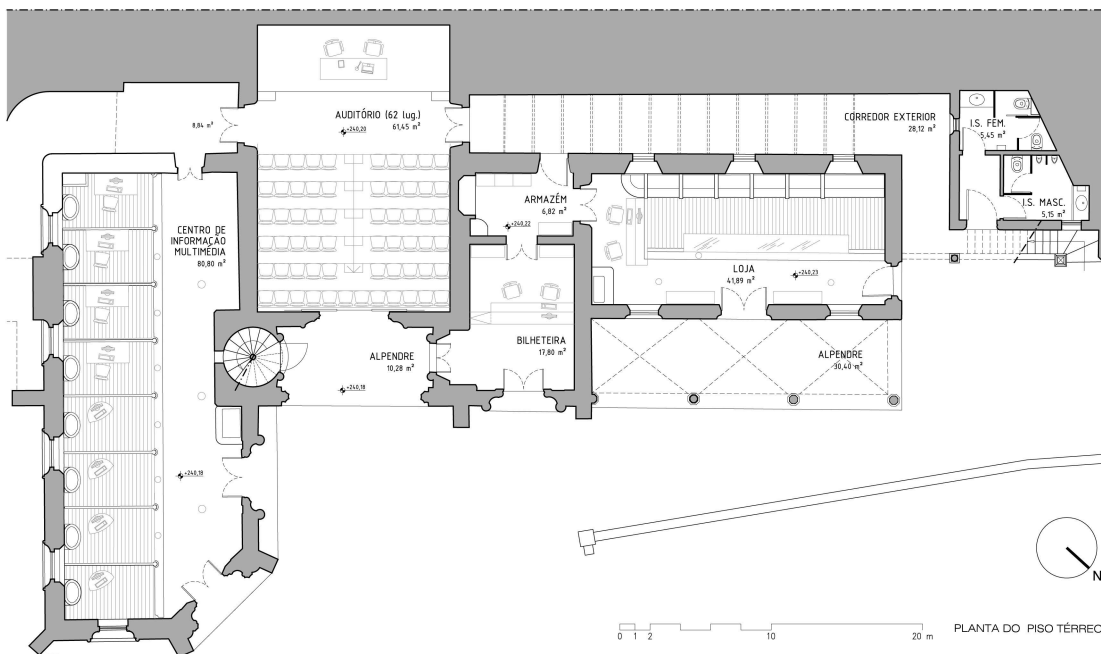 AUDITÓRIO (62 lug.)
61,45 m²
+240,20
8,84 m²
CORREDOR EXTERIOR
28,12 m²
I.S. FEM.
5,45 m²
I.S. MASC.
5,15 m²
ARMAZÉM
6,82 m²
+240,22
CENTRO DE
INFORMAÇÃO
MULTIMÉDIA
80,80 m²
LOJA
41,89 m²
+240,23
BILHETEIRA
17,80 m²
ALPENDRE
10,28 m²
+240,18
ALPENDRE
30,40 m²
+240,18
N
0 1 2 10 20 m
PLANTA DO PISO TÉRREO